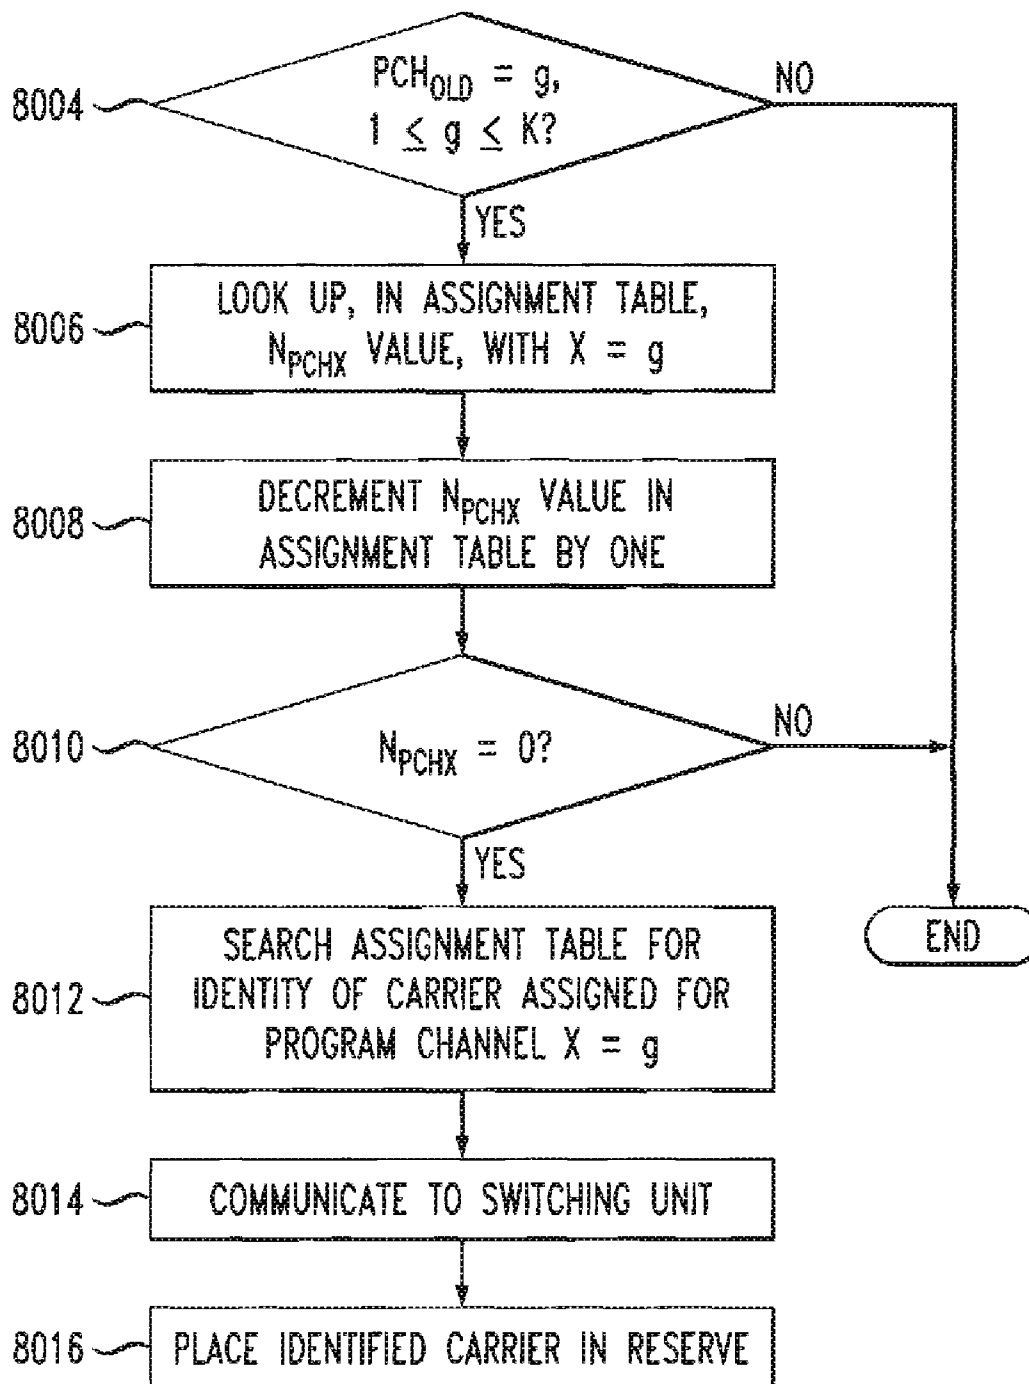 8004
PCH_OLD = g,
1 ≤ g ≤ K?
NO
YES
8006
LOOK UP, IN ASSIGNMENT TABLE,
N_PCHX VALUE, WITH X = g
8008
DECREMENT N_PCHX VALUE IN
ASSIGNMENT TABLE BY ONE
8010
N_PCHX = 0?
NO
YES
END
8012
SEARCH ASSIGNMENT TABLE FOR
IDENTITY OF CARRIER ASSIGNED FOR
PROGRAM CHANNEL X = g
8014
COMMUNICATE TO SWITCHING UNIT
8016
PLACE IDENTIFIED CARRIER IN RESERVE